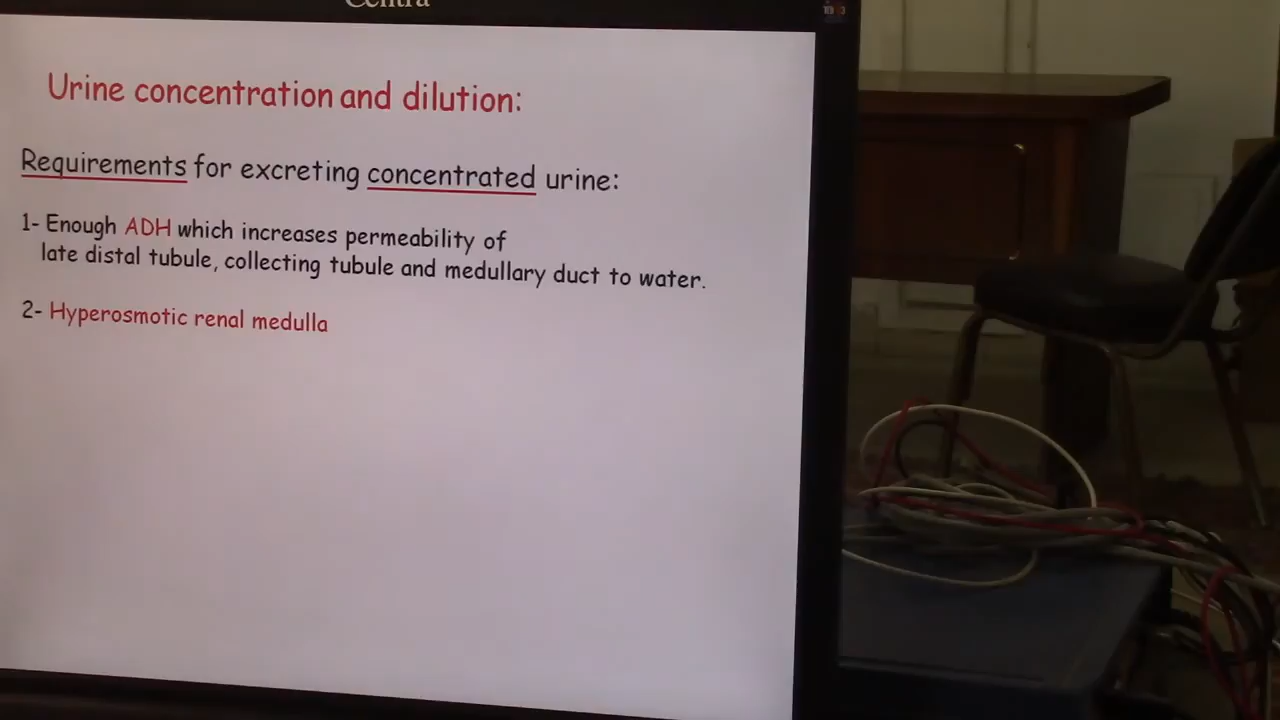 Centra
Urine concentration and dilution:
Requirements for excreting concentrated urine:
1- Enough ADH which increases permeability of
late distal tubule, collecting tubule and medullary duct to water.
2- Hyperosmotic renal medulla